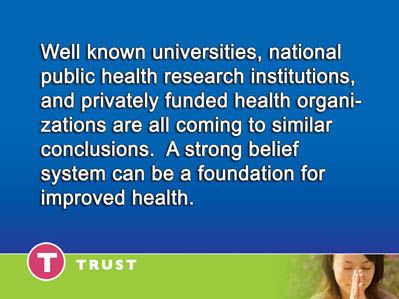 Well known universities, national
public health research institutions,
and privately funded health organi-
zations are all coming to similar
conclusions.  A strong belief
system can be a foundation for
improved health.
T TRUST